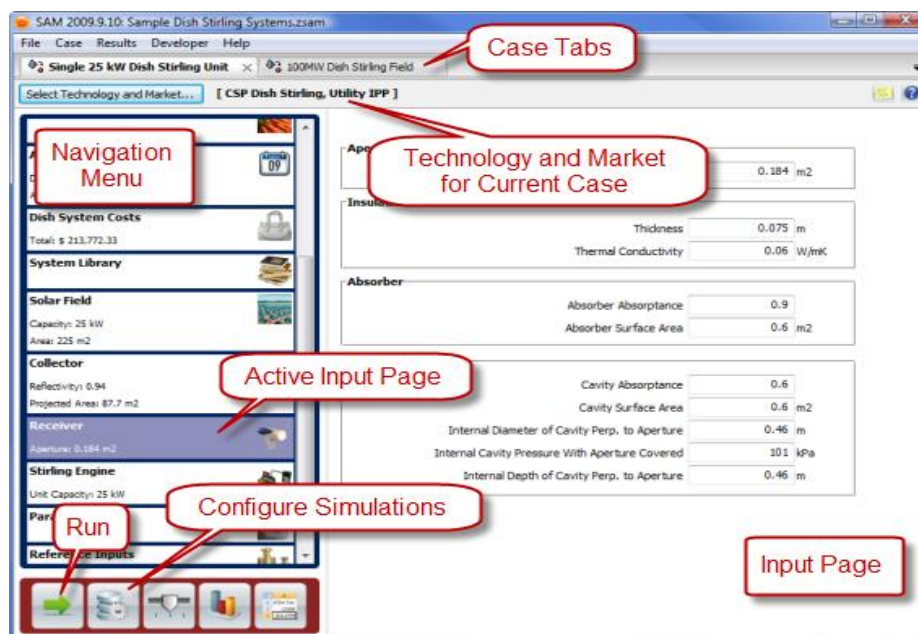 SAM 2009.9.10: Sample Dish Stirling Systems.zsam
File Case Results Developer Help
Case Tabs
Single 25 kW Dish Stirling Unit
100MW Dish Stirling Field
Select Technology and Market...
[ CSP Dish Stirling, Utility IPP ]
Navigation
Menu
09
Technology and Market
for Current Case
0.184 m2
Dish System Costs
Total: $ 213,772.33
System Library
Solar Field
Capacity: 25 kW
Area: 225 m2
Collector
Reflectivity: 0.94
Projected Area: 87.7 m2
Receiver
Aperture: 0.184 m2
Stirling Engine
Unit Capacity: 25 kW
Reference Inputs
Active Input Page
Configure Simulations
Run
Thickness 0.075 m
Thermal Conductivity 0.06 W/mK
Absorber
Absorber Absorptance 0.9
Absorber Surface Area 0.6 m2
Cavity Absorptance 0.6
Cavity Surface Area 0.6 m2
Internal Diameter of Cavity Perp. to Aperture 0.46 m
Internal Cavity Pressure With Aperture Covered 101 kPa
Internal Depth of Cavity Perp. to Aperture 0.46 m
Input Page